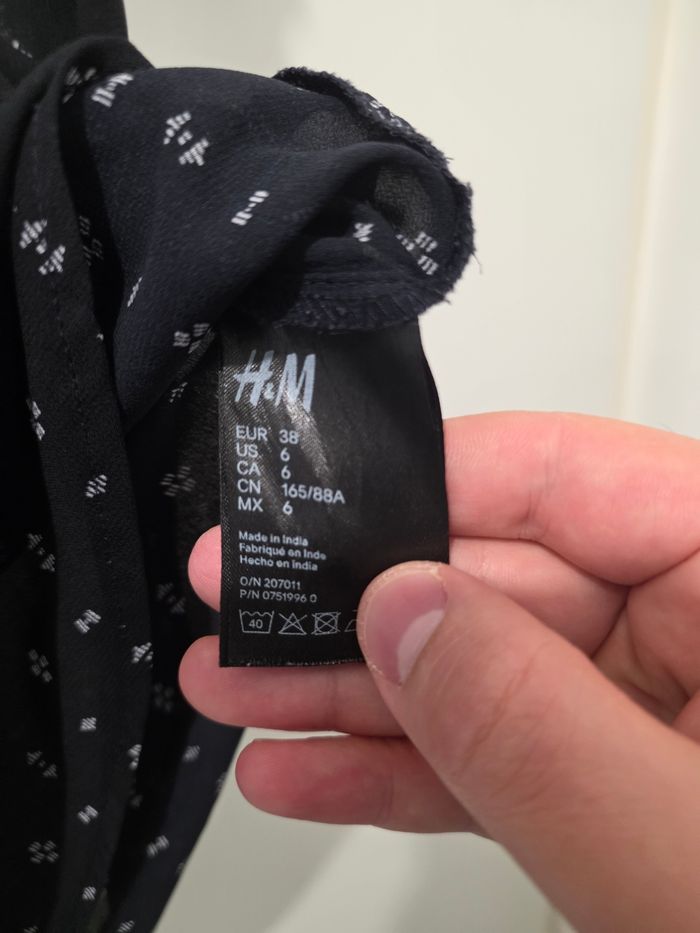 H&M
EUR 38
US 6
CA 6
CN 165/88A
MX 6
Made in India
Fabriqué en Inde
Hecho en India
O/N 207011
P/N 0751996 0
40